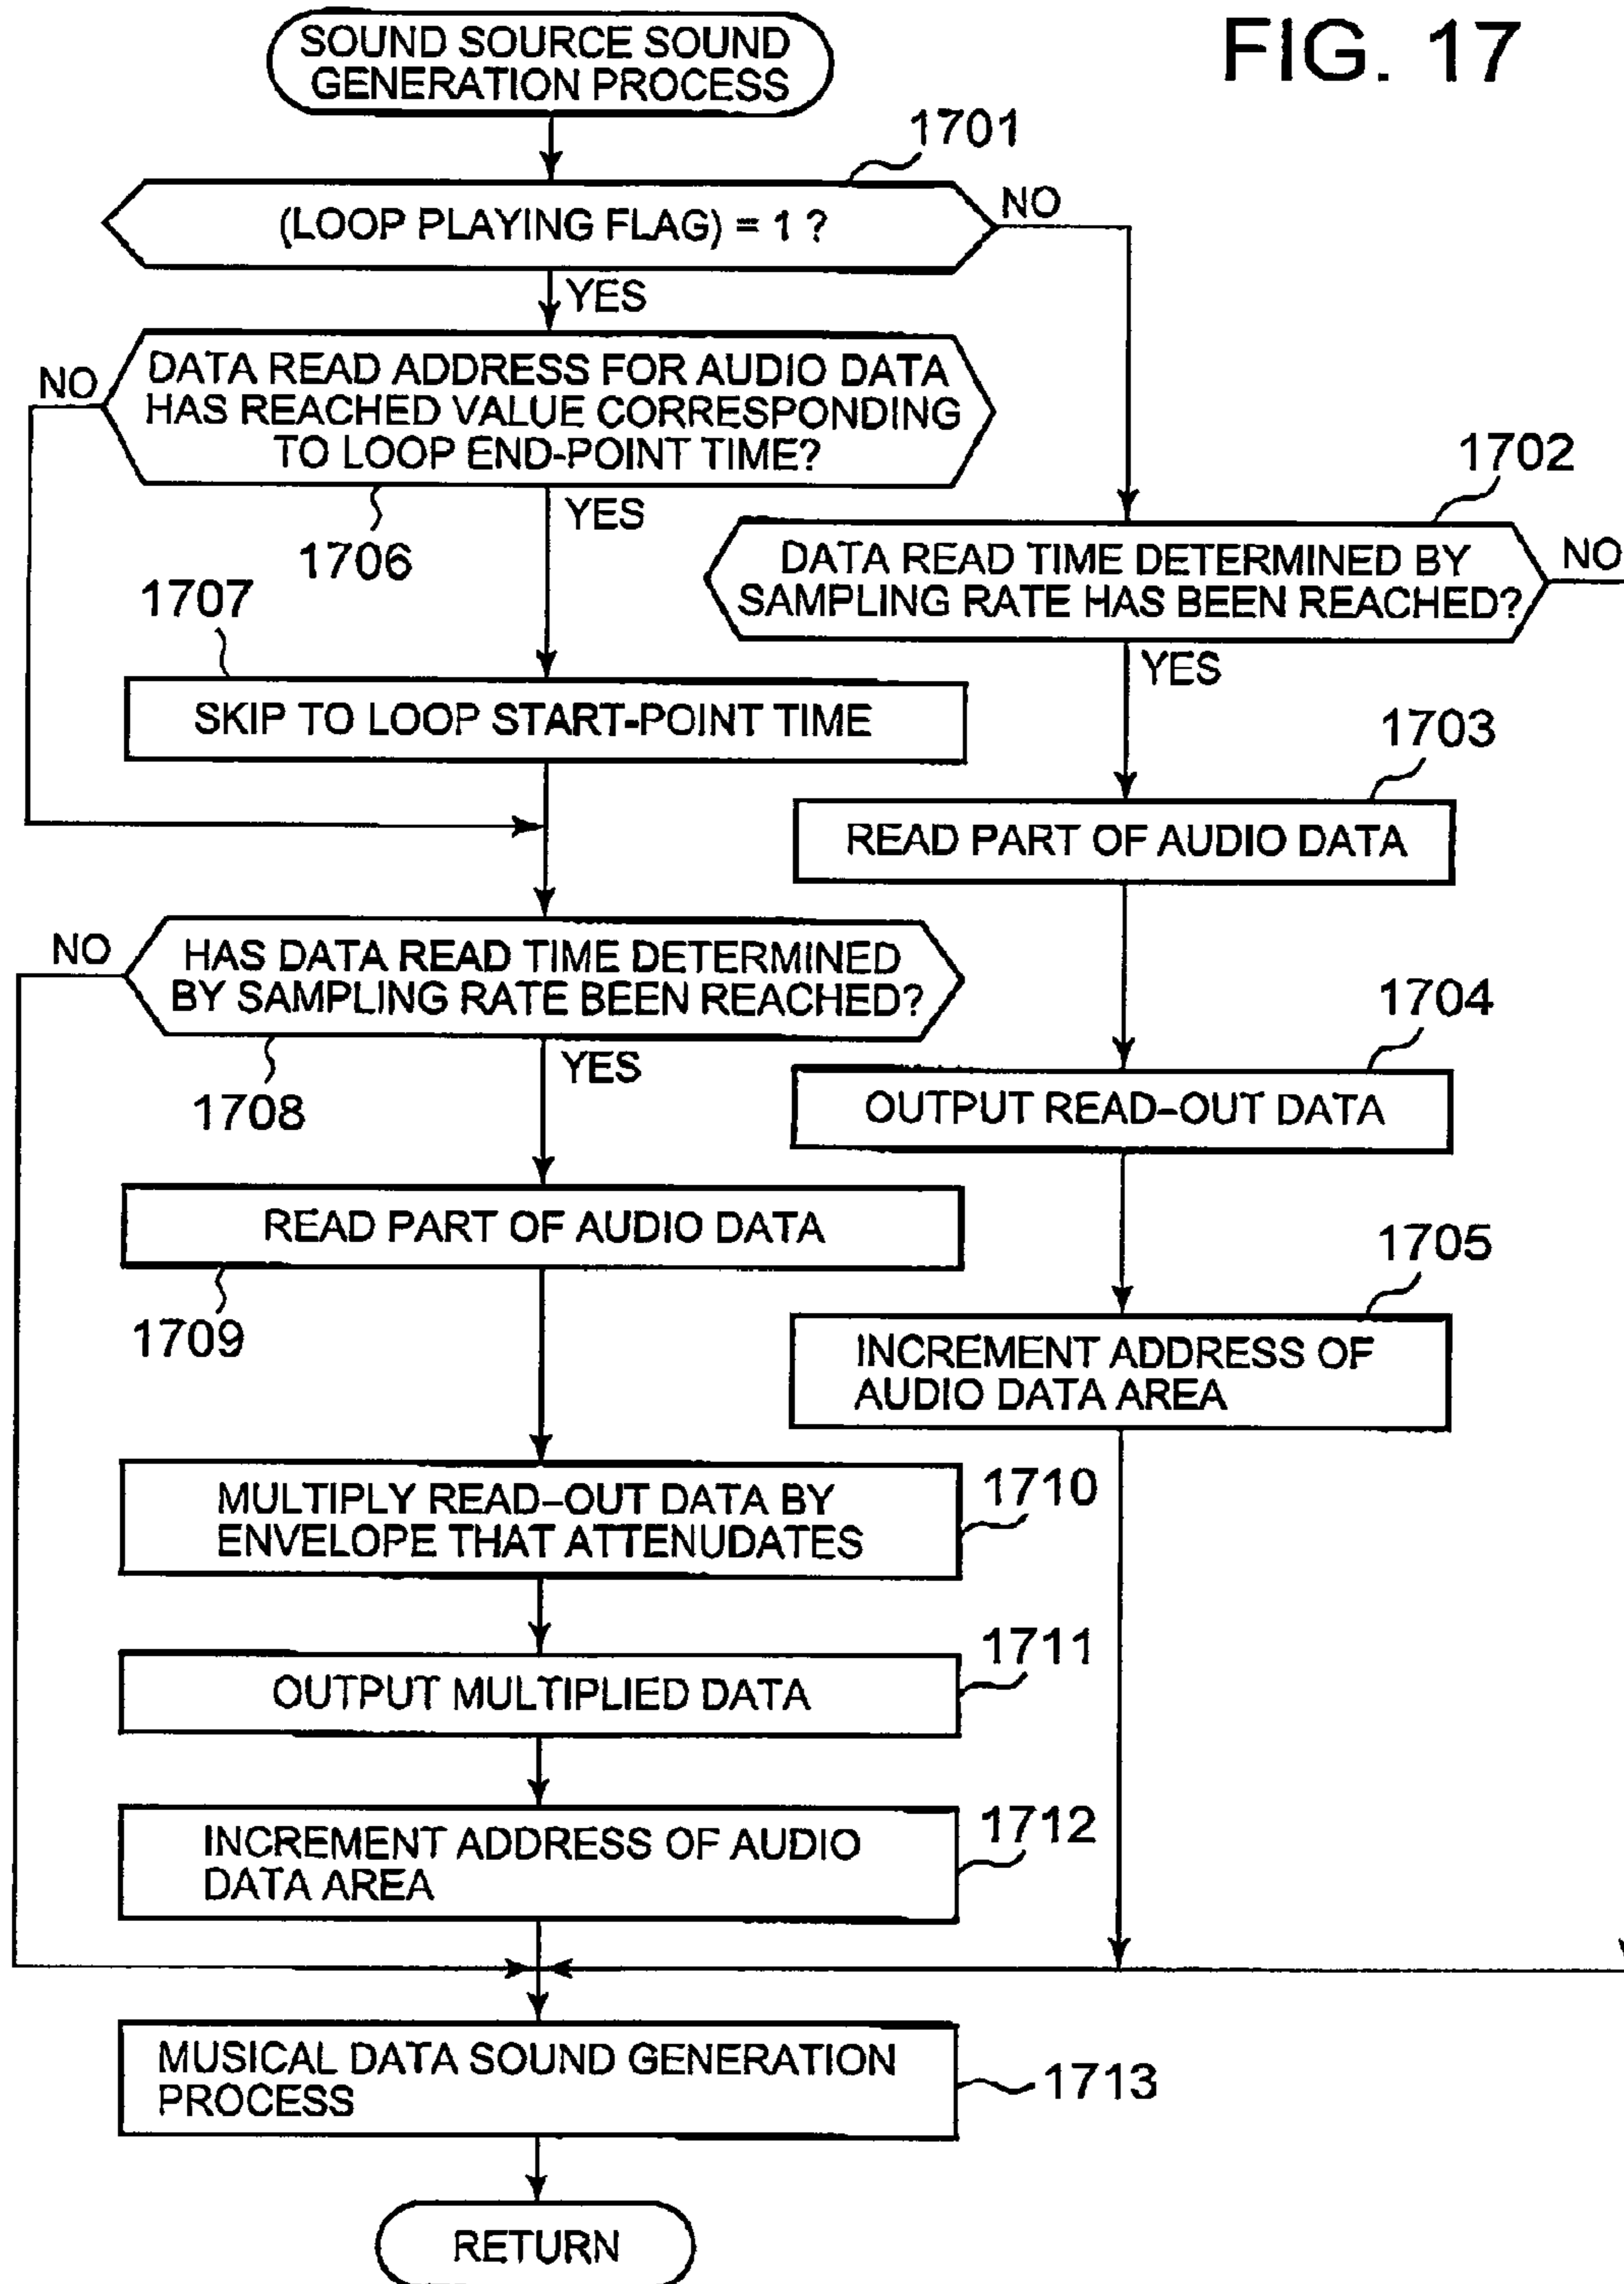 FIG. 17
SOUND SOURCE SOUND
GENERATION PROCESS
1701
(LOOP PLAYING FLAG) = 1 ?
NO
YES
DATA READ ADDRESS FOR AUDIO DATA
HAS REACHED VALUE CORRESPONDING
TO LOOP END-POINT TIME?
NO
YES
1706
1702
DATA READ TIME DETERMINED BY
SAMPLING RATE HAS BEEN REACHED?
NO
YES
1707
SKIP TO LOOP START-POINT TIME
1703
READ PART OF AUDIO DATA
HAS DATA READ TIME DETERMINED
BY SAMPLING RATE BEEN REACHED?
NO
YES
1708
1704
OUTPUT READ-OUT DATA
READ PART OF AUDIO DATA
1709
1705
INCREMENT ADDRESS OF
AUDIO DATA AREA
MULTIPLY READ-OUT DATA BY
ENVELOPE THAT ATTENUDATES
1710
OUTPUT MULTIPLIED DATA
1711
INCREMENT ADDRESS OF AUDIO
DATA AREA
1712
MUSICAL DATA SOUND GENERATION
PROCESS
1713
RETURN